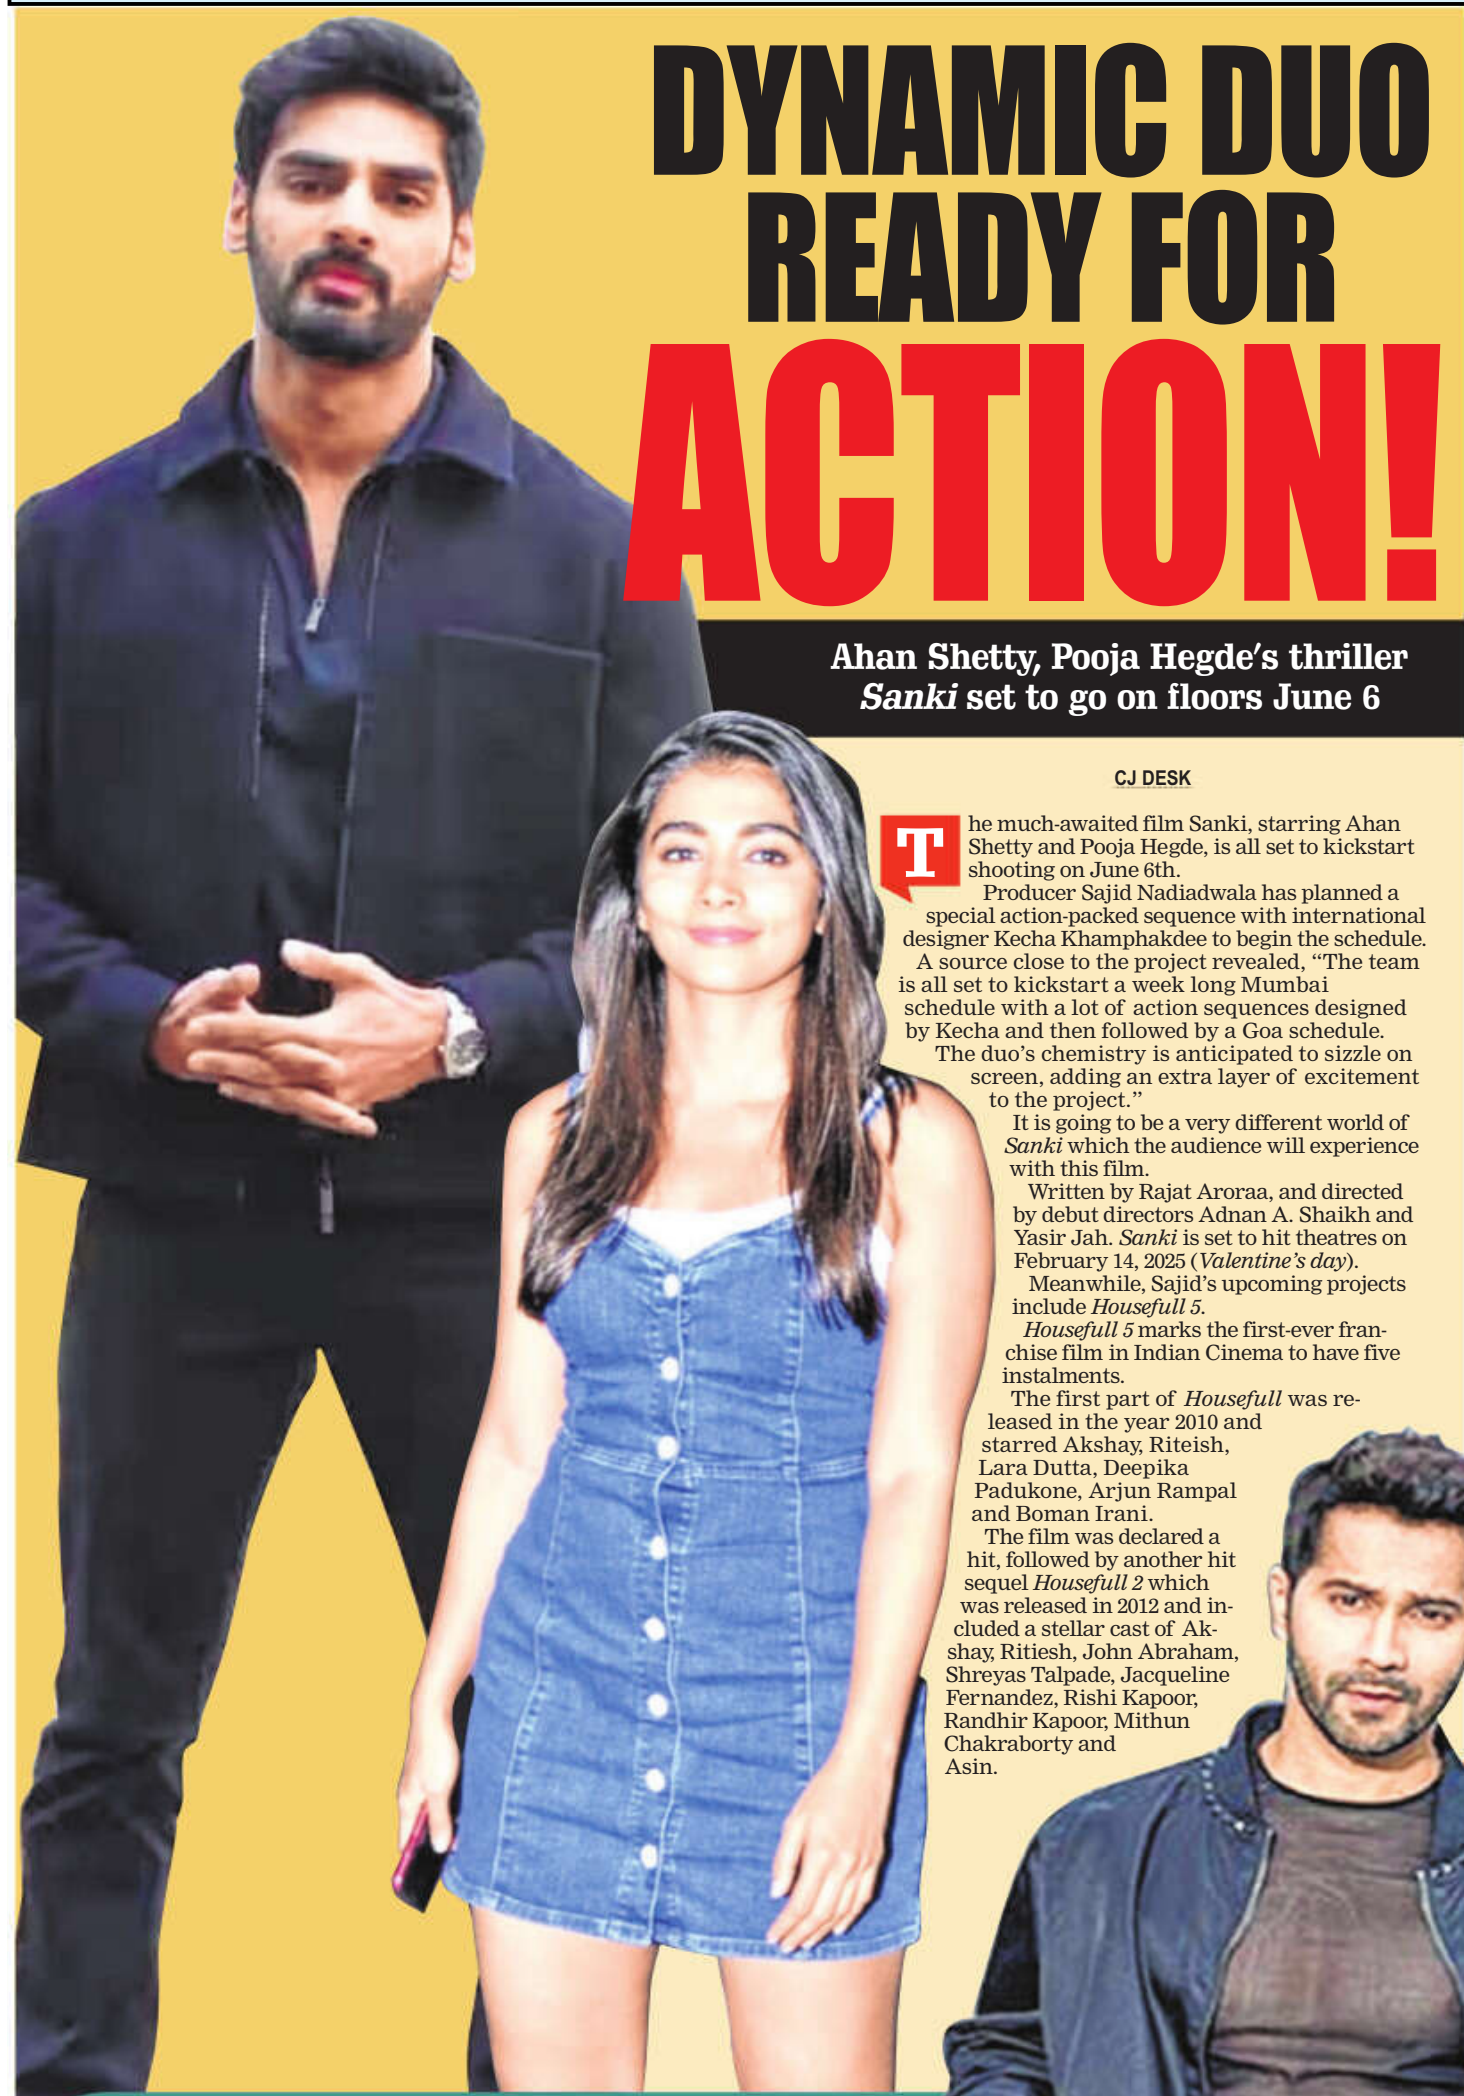 DYNAMIC DUO
READY FOR
ACTION!
Ahan Shetty, Pooja Hegde's thriller
Sanki set to go on floors June 6
CJ DESK
The much-awaited film Sanki, starring Ahan
Shetty and Pooja Hegde, is all set to kickstart
shooting on June 6th.
Producer Sajid Nadiadwala has planned a
special action-packed sequence with international
designer Kecha Khamphakdee to begin the schedule.
A source close to the project revealed, “The team
is all set to kickstart a week long Mumbai
schedule with a lot of action sequences designed
by Kecha and then followed by a Goa schedule.
The duo’s chemistry is anticipated to sizzle on
screen, adding an extra layer of excitement
to the project.”
It is going to be a very different world of
Sanki which the audience will experience
with this film.
Written by Rajat Aroraa, and directed
by debut directors Adnan A. Shaikh and
Yasir Jah. Sanki is set to hit theatres on
February 14, 2025 (Valentine’s day).
Meanwhile, Sajid’s upcoming projects
include Housefull 5.
Housefull 5 marks the first-ever fran-
chise film in Indian Cinema to have five
instalments.
The first part of Housefull was re-
leased in the year 2010 and
starred Akshay, Riteish,
Lara Dutta, Deepika
Padukone, Arjun Rampal
and Boman Irani.
The film was declared a
hit, followed by another hit
sequel Housefull 2 which
was released in 2012 and in-
cluded a stellar cast of Ak-
shay, Ritiesh, John Abraham,
Shreyas Talpade, Jacqueline
Fernandez, Rishi Kapoor,
Randhir Kapoor, Mithun
Chakraborty and
Asin.